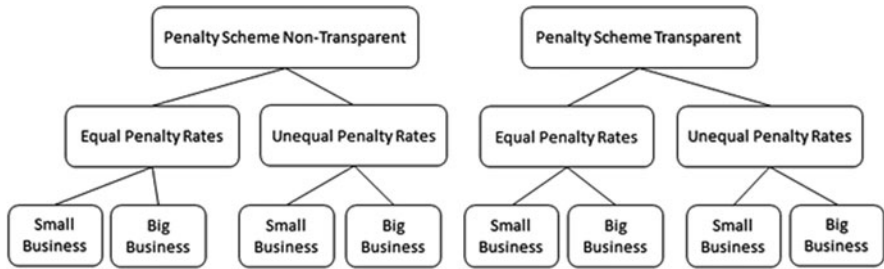 Penalty Scheme Non-Transparent
Penalty Scheme Transparent
Equal Penalty Rates
Unequal Penalty Rates
Equal Penalty Rates
Unequal Penalty Rates
Small
Business
Big
Business
Small
Business
Big
Business
Small
Business
Big
Business
Small
Business
Big
Business